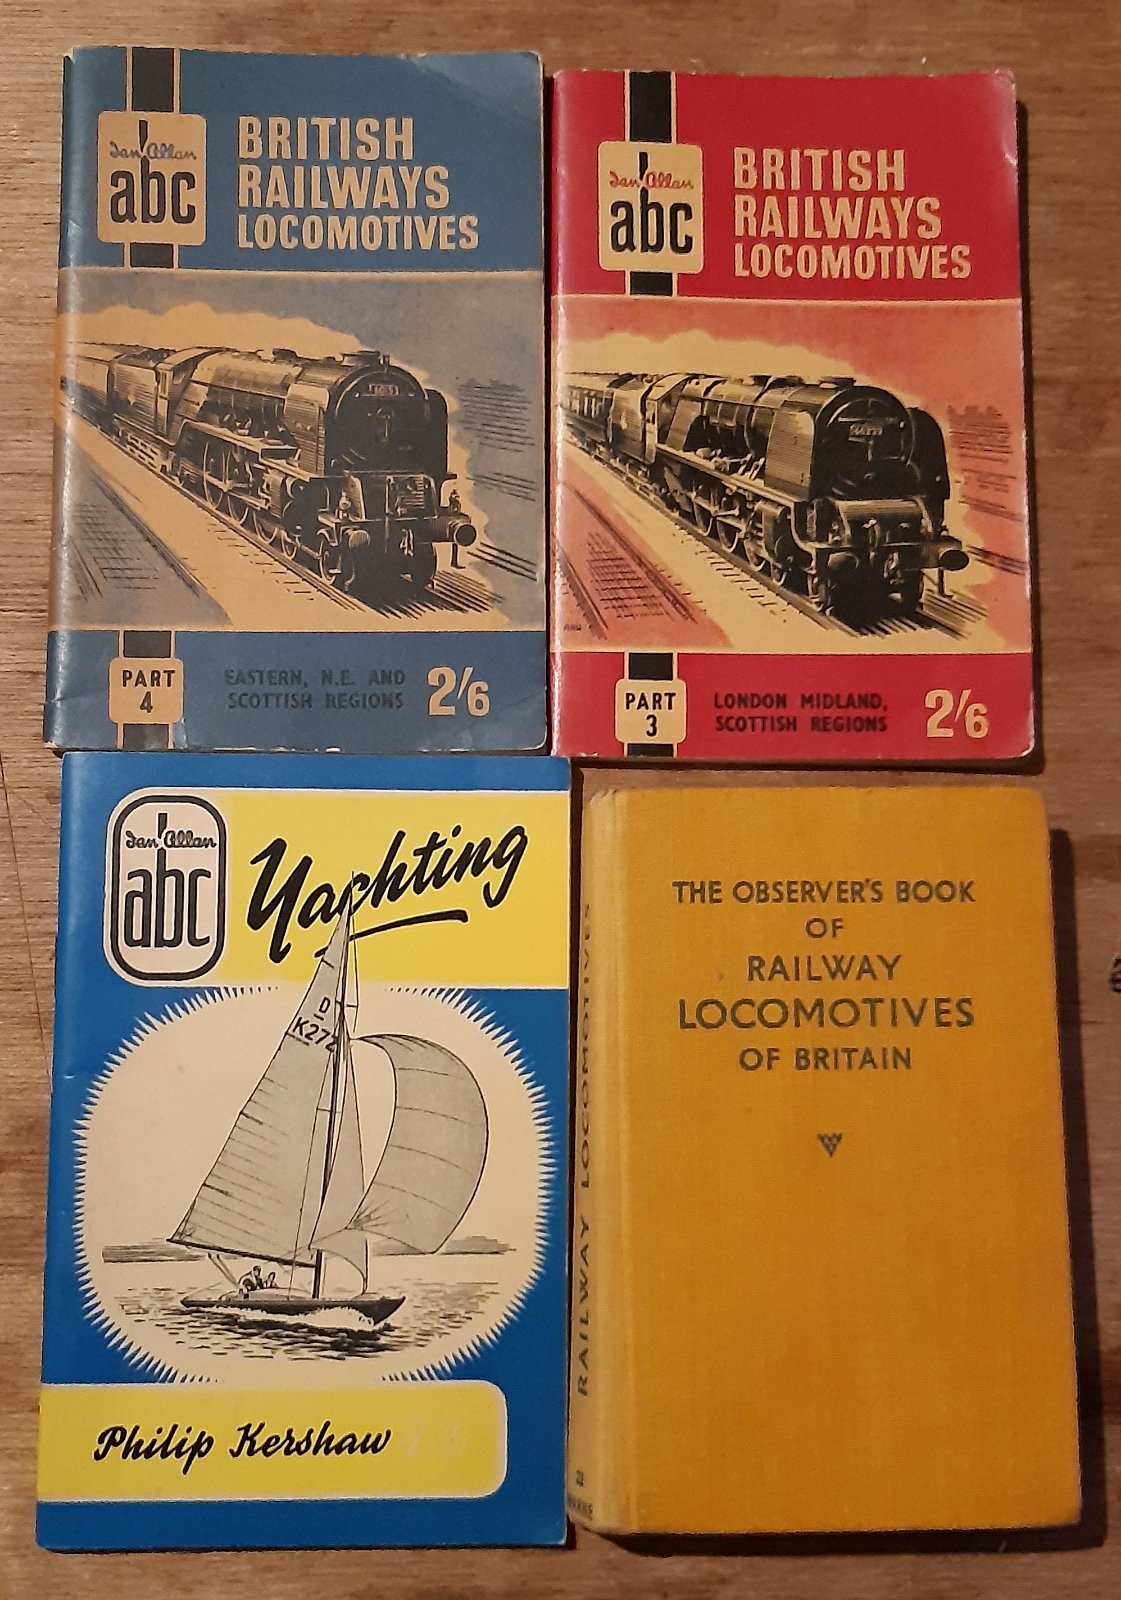 Ian Allan
abc
BRITISH
RAILWAYS
LOCOMOTIVES
PART
4
EASTERN, N.E. AND
SCOTTISH REGIONS
2/6
Ian Allan
abc
BRITISH
RAILWAYS
LOCOMOTIVES
PART
3
LONDON MIDLAND,
SCOTTISH REGIONS
2/6
Ian Allan
abc
Yachting
D
K272
Philip Kershaw
RAILWAY LOCOMOTIVES
22
THE OBSERVER'S BOOK
OF
RAILWAY
LOCOMOTIVES
OF BRITAIN